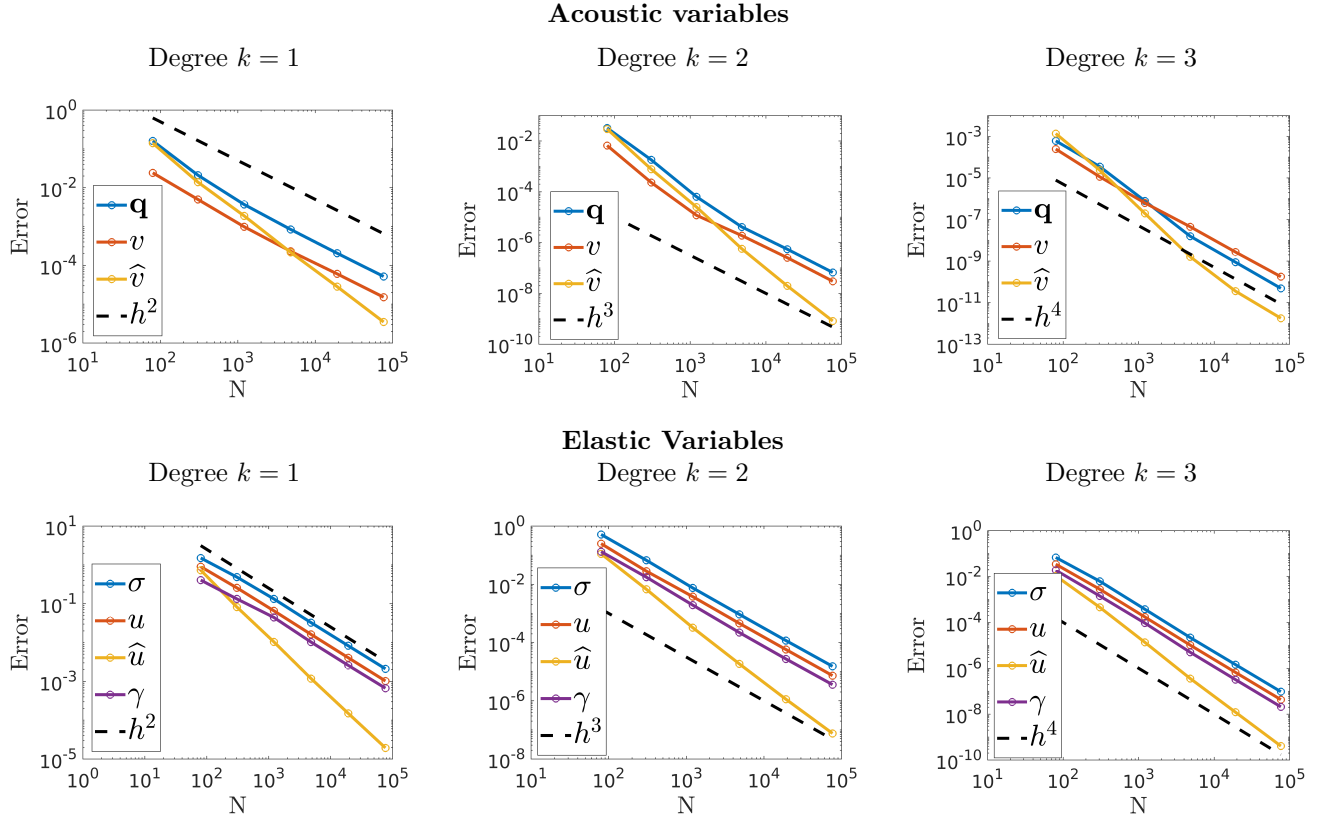 Acoustic variables
Degree k = 1
Degree k = 2
Degree k = 3
Error
10^0
10^-2
10^-4
10^-6
10^1 10^2 10^3 10^4 10^5
N
q
v
v̂
h^2
10^-2
10^-4
10^-6
10^-8
10^-10
10^1 10^2 10^3 10^4 10^5
N
Error
q
v
v̂
h^3
10^-3
10^-5
10^-7
10^-9
10^-11
10^-13
10^1 10^2 10^3 10^4 10^5
N
Error
q
v
v̂
h^4
Elastic Variables
Degree k = 1
Degree k = 2
Degree k = 3
Error
10^1
10^-1
10^-3
10^-5
10^0 10^1 10^2 10^3 10^4 10^5
N
σ
u
û
γ
h^2
Error
10^0
10^-2
10^-4
10^-6
10^-8
10^1 10^2 10^3 10^4 10^5
N
σ
u
û
γ
h^3
Error
10^0
10^-2
10^-4
10^-6
10^-8
10^-10
10^1 10^2 10^3 10^4 10^5
N
σ
u
û
γ
h^4